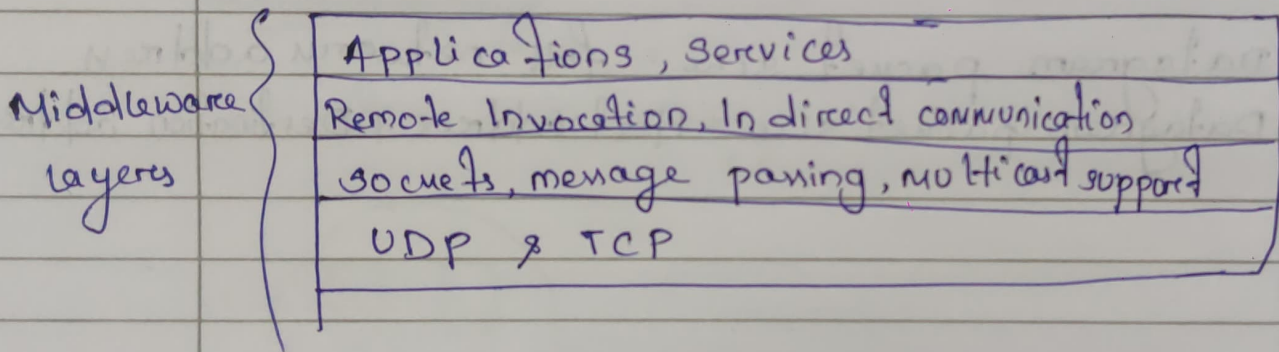 Applications, Services
Middleware
Remote Invocation, Indirect communication
layers
sockets, message passing, multicast support
UDP & TCP